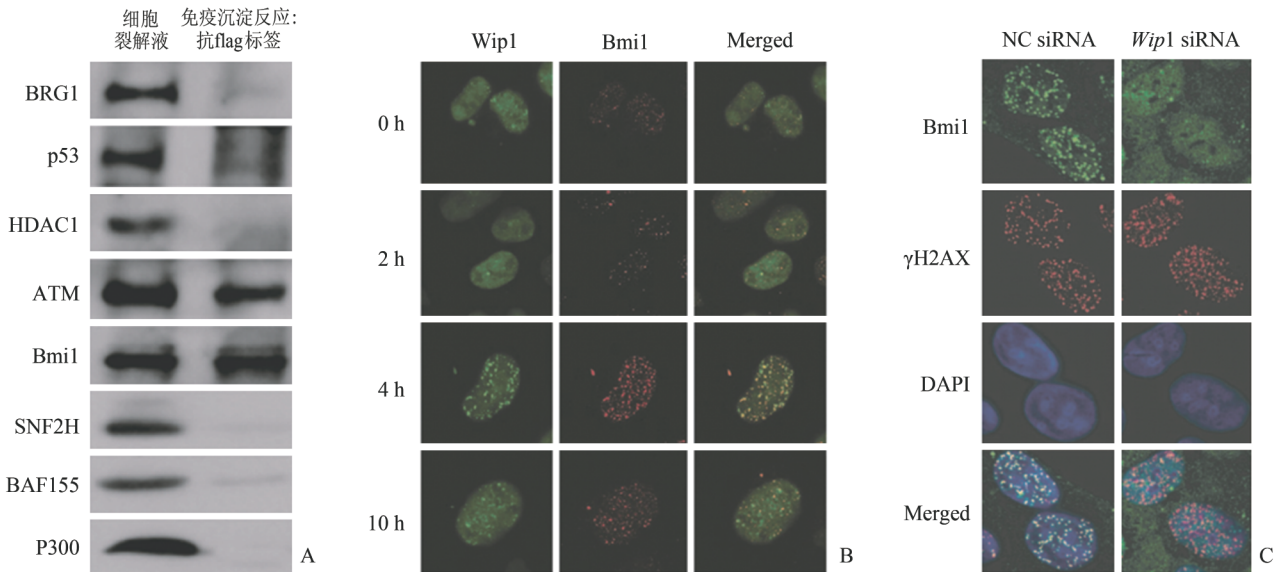 细胞
裂解液
免疫沉淀反应:
抗flag标签
BRG1
p53
HDAC1
ATM
Bmi1
SNF2H
BAF155
P300
A
Wip1
Bmi1
Merged
0 h
2 h
4 h
10 h
B
NC siRNA
Wip1 siRNA
Bmi1
γH2AX
DAPI
Merged
C